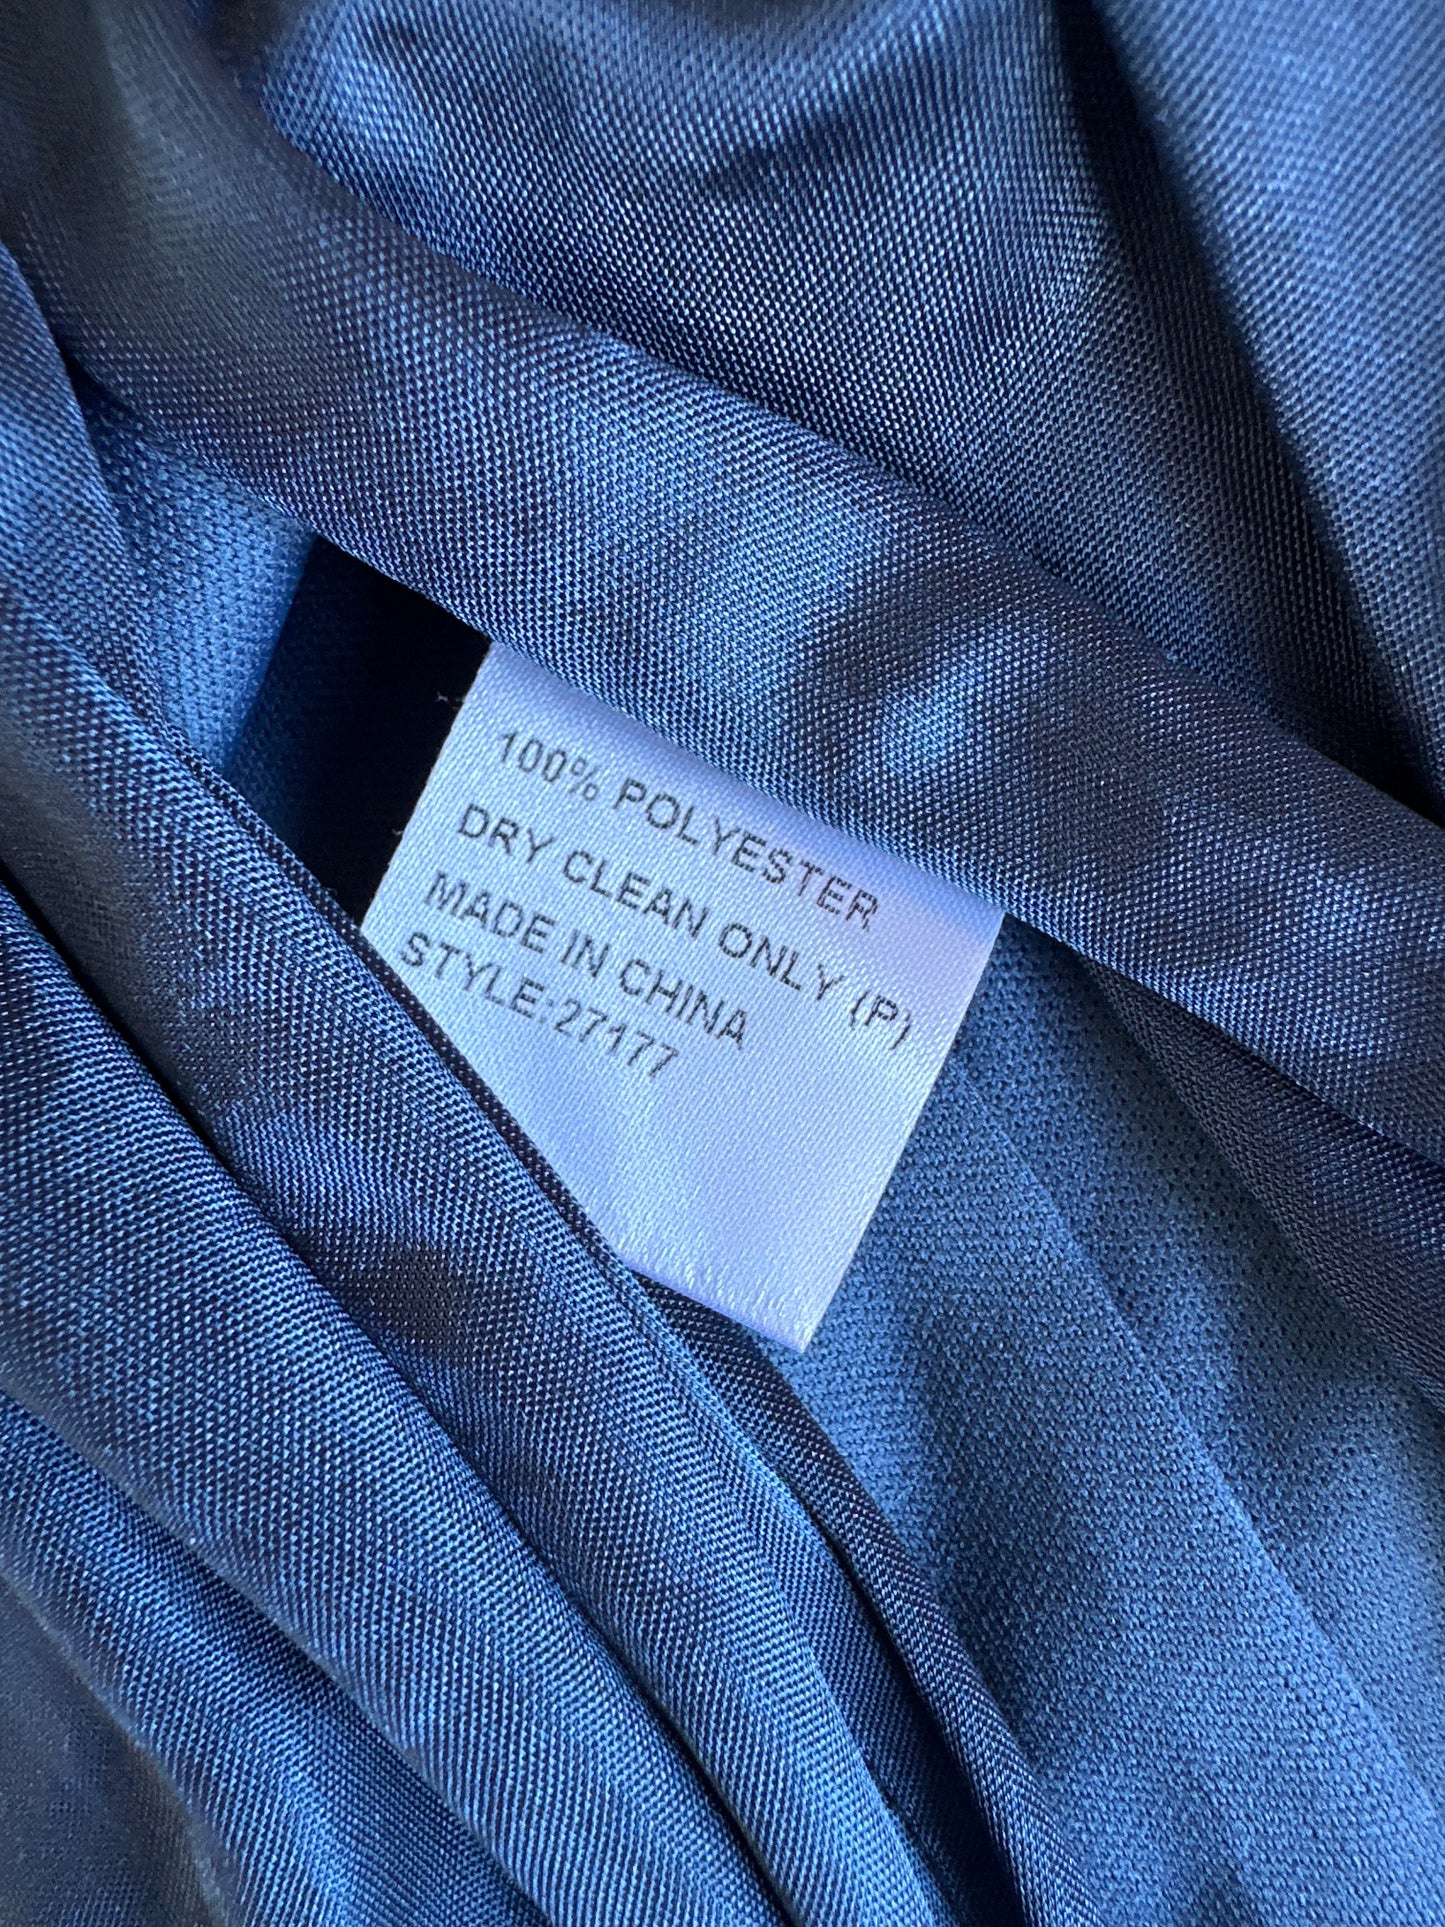 100% POLYESTER
DRY CLEAN ONLY (P)
MADE IN CHINA
STYLE:27177